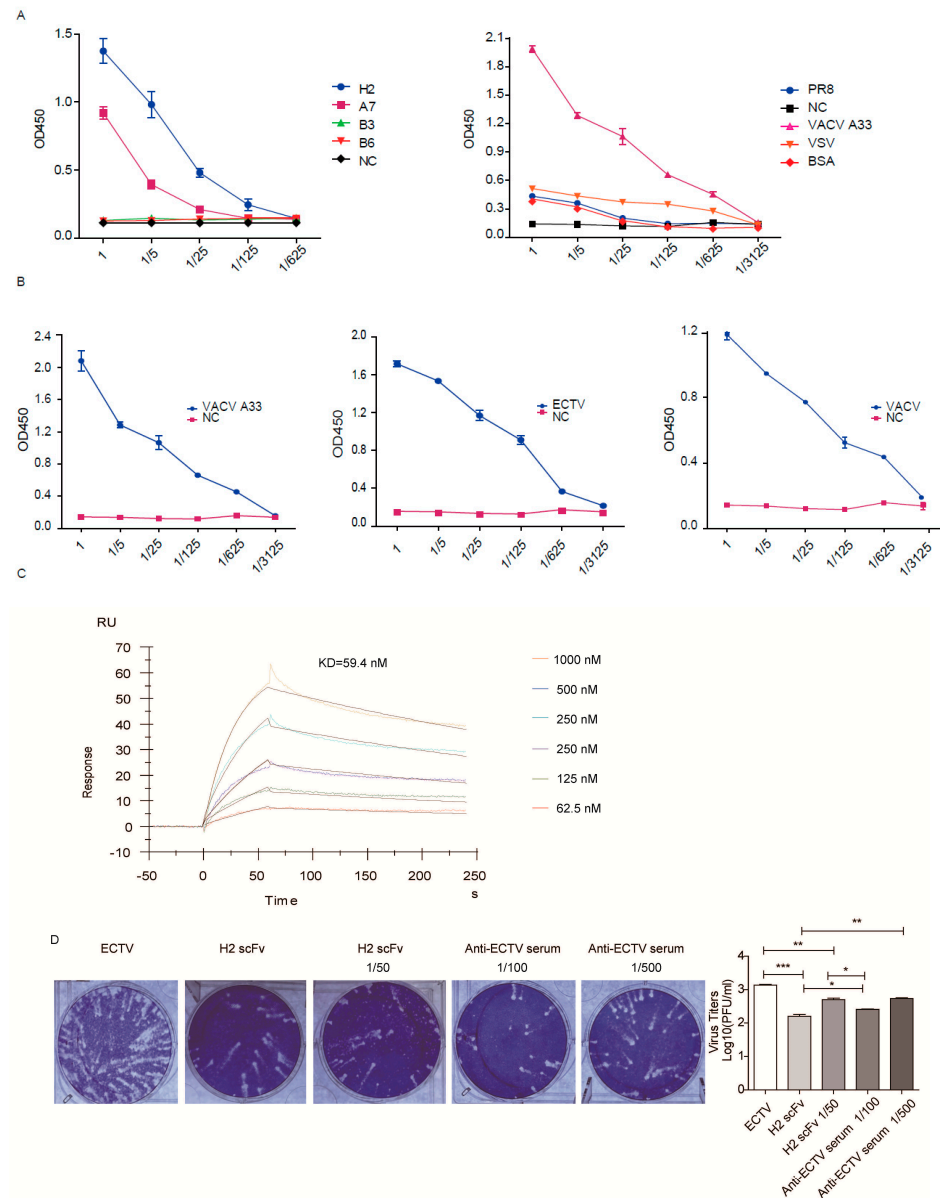 A
OD450
1.5
1.0
0.5
0.0
1
1/5
1/25
1/125
1/625
H2
A7
B3
B6
NC
OD450
2.1
1.8
1.5
1.2
0.9
0.6
0.3
0.0
1
1/5
1/25
1/125
1/625
1/3125
PR8
NC
VACV A33
VSV
BSA
B
OD450
2.4
2.0
1.6
1.2
0.8
0.4
0.0
1
1/5
1/25
1/125
1/625
1/3125
VACV A33
NC
OD450
2.0
1.6
1.2
0.8
0.4
0.0
1
1/5
1/25
1/125
1/625
1/3125
ECTV
NC
OD450
1.2
0.8
0.4
0.0
1
1/5
1/25
1/125
1/625
1/3125
VACV
NC
C
RU
70
60
50
40
30
20
10
0
-10
Response
KD=59.4 nM
-50
0
50
100
150
200
250
s
Time
1000 nM
500 nM
250 nM
250 nM
125 nM
62.5 nM
D
ECTV
H2 scFv
H2 scFv
1/50
Anti-ECTV serum
1/100
Anti-ECTV serum
1/500
Virus Titers
Log10(PFU/ml)
4
3
2
1
0
**
**
***
*
*
ECTV
H2 scFv
H2 scFv 1/50
Anti-ECTV serum 1/100
Anti-ECTV serum 1/500